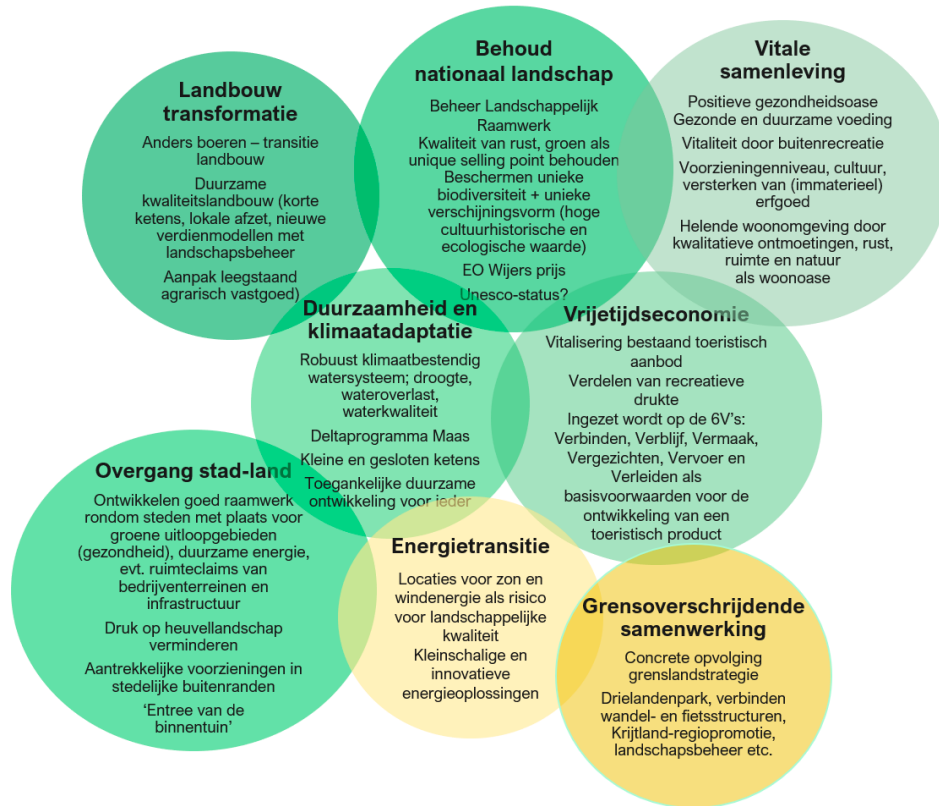 Landbouw
transformatie
Anders boeren – transitie
landbouw
Duurzame
kwaliteitslandbouw (korte
ketens, lokale afzet, nieuwe
verdienmodellen met
landschapsbeheer
Aanpak leegstaand
agrarisch vastgoed)
Behoud
nationaal landschap
Beheer Landschappelijk
Raamwerk
Kwaliteit van rust, groen als
unique selling point behouden
Beschermen unieke
biodiversiteit + unieke
verschijningsvorm (hoge
cultuurhistorische en
ecologische waarde)
EO Wijers prijs
Unesco-status?
Vitale
samenleving
Positieve gezondheidsoase
Gezonde en duurzame voeding
Vitaliteit door buitenrecreatie
Voorzieningenniveau, cultuur,
versterken van (immaterieel)
erfgoed
Helende woonomgeving door
kwalitatieve ontmoetingen, rust,
ruimte en natuur
als woonoase
Duurzaamheid en
klimaatadaptatie
Robuust klimaatbestendig
watersysteem; droogte,
wateroverlast,
waterkwaliteit
Deltaprogramma Maas
Kleine en gesloten ketens
Toegankelijke duurzame
ontwikkeling voor ieder
Vrijetijdseconomie
Vitalisering bestaand toeristisch
aanbod
Verdelen van recreatieve
drukte
Ingezet wordt op de 6V's:
Verbinden, Verblijf, Vermaak,
Vergezichten, Vervoer en
Verleiden als
basisvoorwaarden voor de
ontwikkeling van een
toeristisch product
Overgang stad-land
Ontwikkelen goed raamwerk
rondom steden met plaats voor
groene uitloopgebieden
(gezondheid), duurzame energie,
evt. ruimteclaims van
bedrijventerreinen en
infrastructuur
Druk op heuvellandschap
verminderen
Aantrekkelijke voorzieningen in
stedelijke buitenranden
'Entree van de
binnentuin'
Energietransitie
Locaties voor zon en
windenergie als risico
voor landschappelijke
kwaliteit
Kleinschalige en
innovatieve
energieoplossingen
Grensoverschrijdende
samenwerking
Concrete opvolging
grenslandstrategie
Drielandenpark, verbinden
wandel- en fietsstructuren,
Krijtland-regiopromotie,
landschapsbeheer etc.